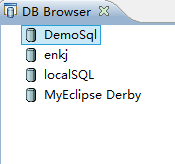 DB Browser
DemoSql
enkj
localSQL
MyEclipse Derby